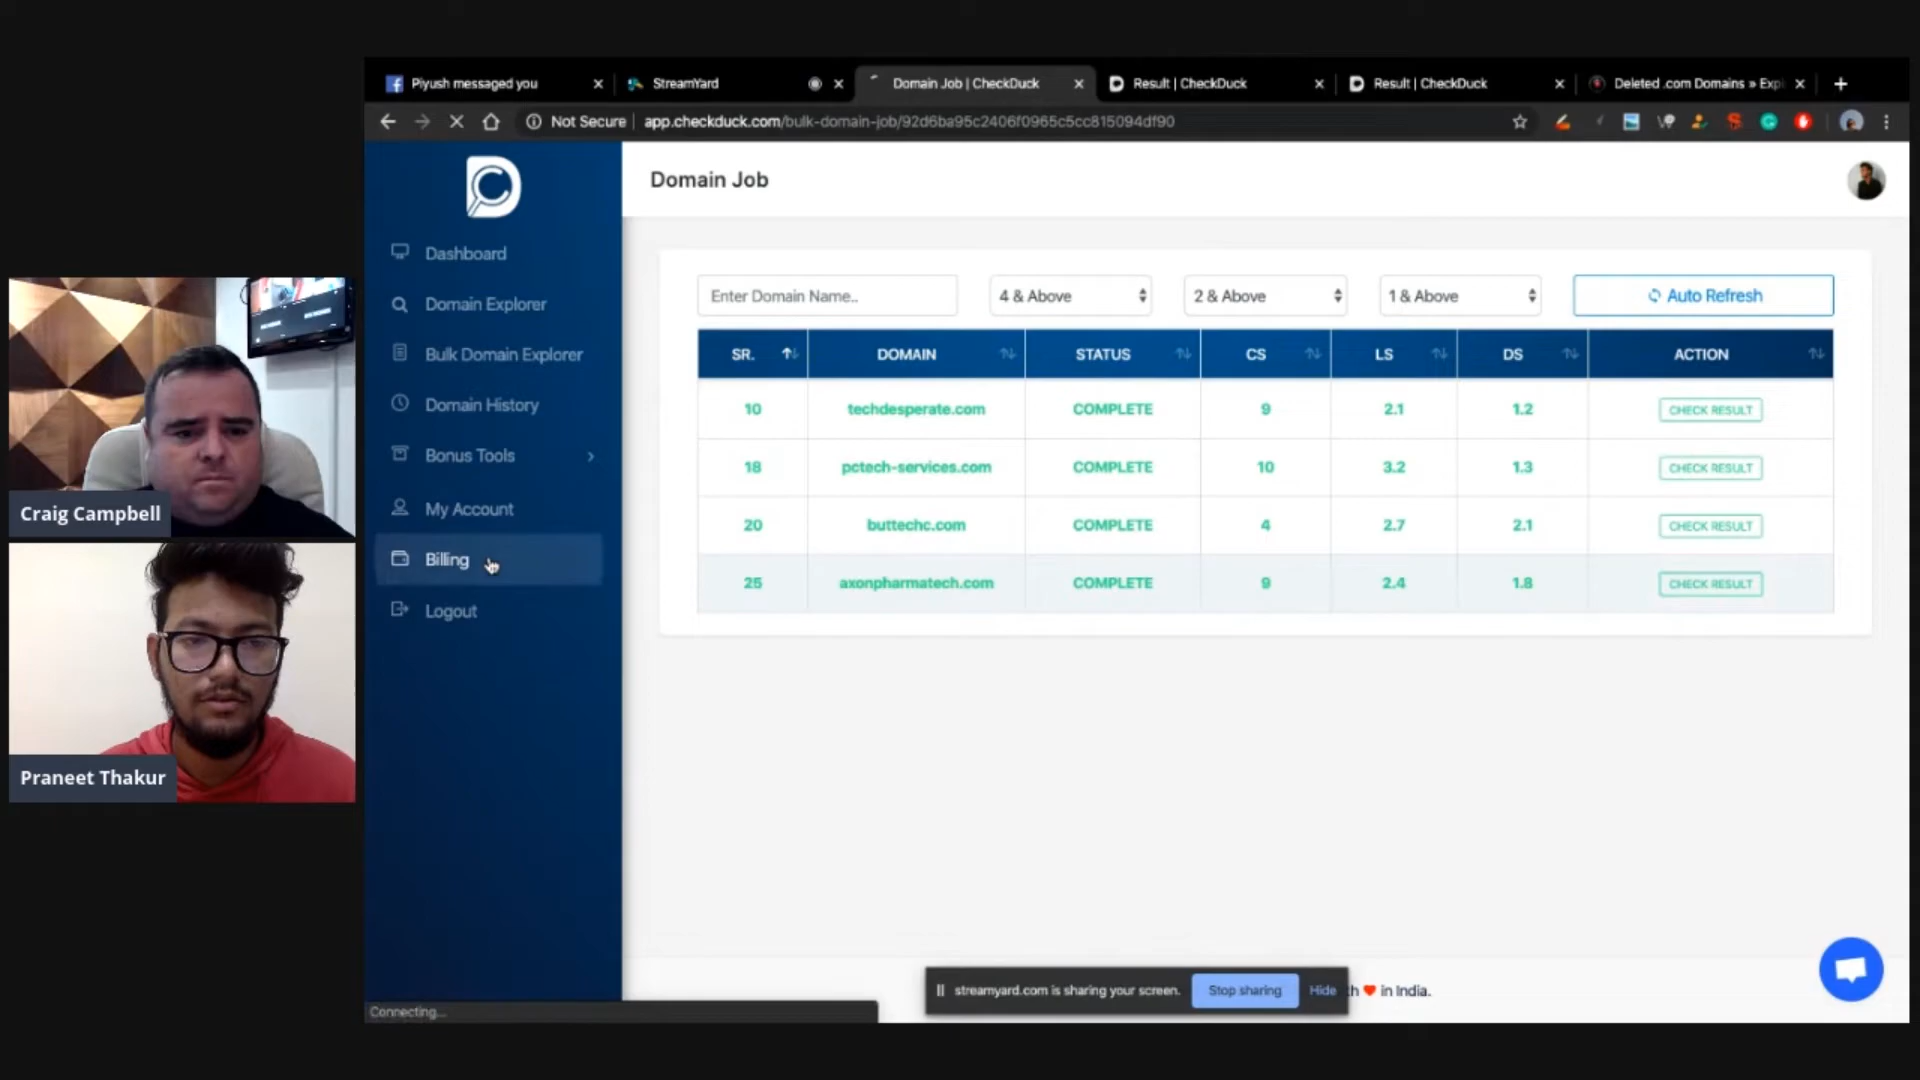 Piyush messaged you
StreamYard
Domain Job | CheckDuck
Result | CheckDuck
Result | CheckDuck
Deleted .com Domains » Exp
Not Secure | app.checkduck.com/bulk-domain-job/92d6ba95c2406f0965c5cc815094df90
Domain Job
Dashboard
Domain Explorer
Bulk Domain Explorer
Domain History
Bonus Tools
My Account
Billing
Logout
Enter Domain Name..
4 & Above
2 & Above
1 & Above
Auto Refresh
SR. DOMAIN STATUS CS LS DS ACTION
10 techdesperate.com COMPLETE 9 2.1 1.2 CHECK RESULT
18 pctech-services.com COMPLETE 10 3.2 1.3 CHECK RESULT
20 buttechc.com COMPLETE 4 2.7 2.1 CHECK RESULT
25 axonpharmatech.com COMPLETE 9 2.4 1.8 CHECK RESULT
Craig Campbell
Praneet Thakur
streamyard.com is sharing your screen. Stop sharing Hide
h ❤ in India.
Connecting...